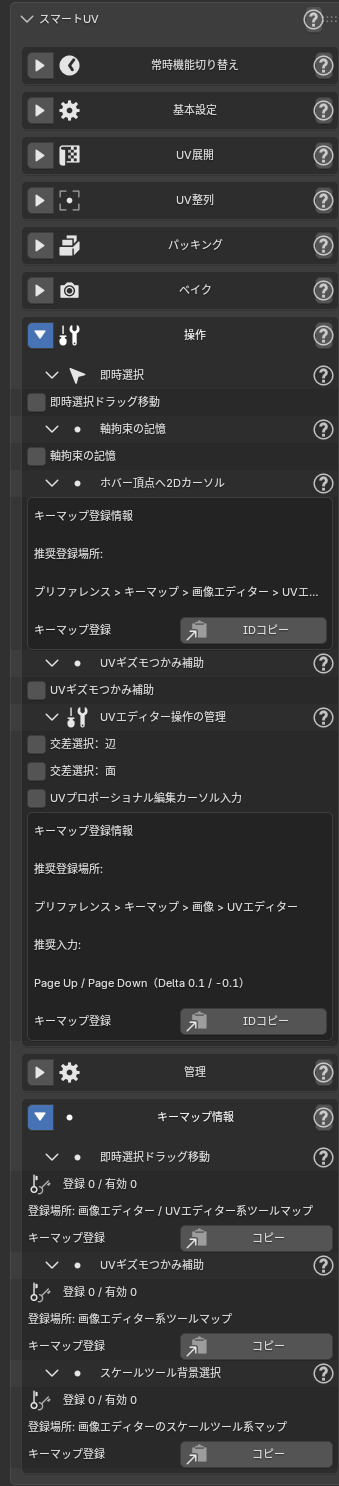 スマートUV
常時機能切り替え
基本設定
UV展開
UV整列
パッキング
ベイク
操作
即時選択
即時選択ドラッグ移動
軸拘束の記憶
軸拘束の記憶
ホバー頂点へ2Dカーソル
キーマップ登録情報
推奨登録場所:
プリファレンス > キーマップ > 画像エディター > UVエ...
キーマップ登録 IDコピー
UVギズモつかみ補助
UVギズモつかみ補助
UVエディター操作の管理
交差選択：辺
交差選択：面
UVプロポーショナル編集カーソル入力
キーマップ登録情報
推奨登録場所:
プリファレンス > キーマップ > 画像 > UVエディター
推奨入力:
Page Up / Page Down（Delta 0.1 / -0.1）
キーマップ登録 IDコピー
管理
キーマップ情報
即時選択ドラッグ移動
登録 0 / 有効 0
登録場所: 画像エディター / UVエディター系ツールマップ
キーマップ登録 コピー
UVギズモつかみ補助
登録 0 / 有効 0
登録場所: 画像エディター系ツールマップ
キーマップ登録 コピー
スケールツール背景選択
登録 0 / 有効 0
登録場所: 画像エディターのスケールツール系マップ
キーマップ登録 コピー